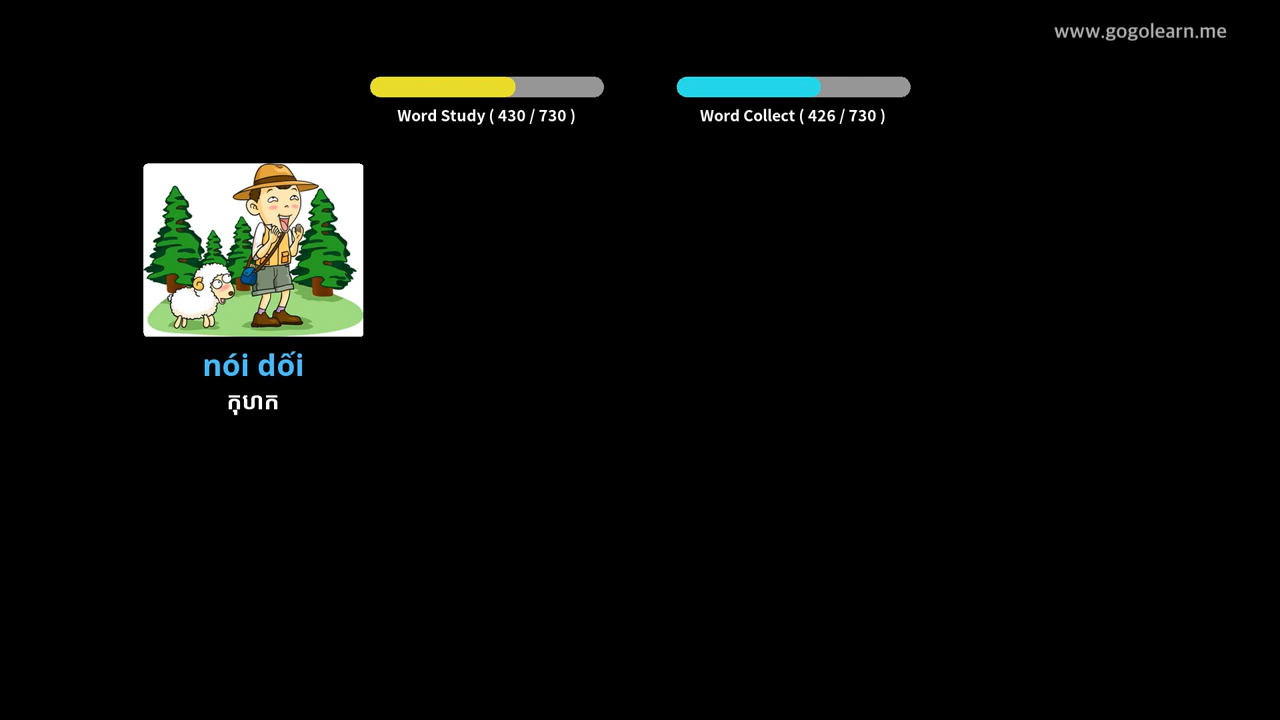 www.gogolearn.me
Word Study ( 430 / 730 )
Word Collect ( 426 / 730 )
nói dối
កុហក